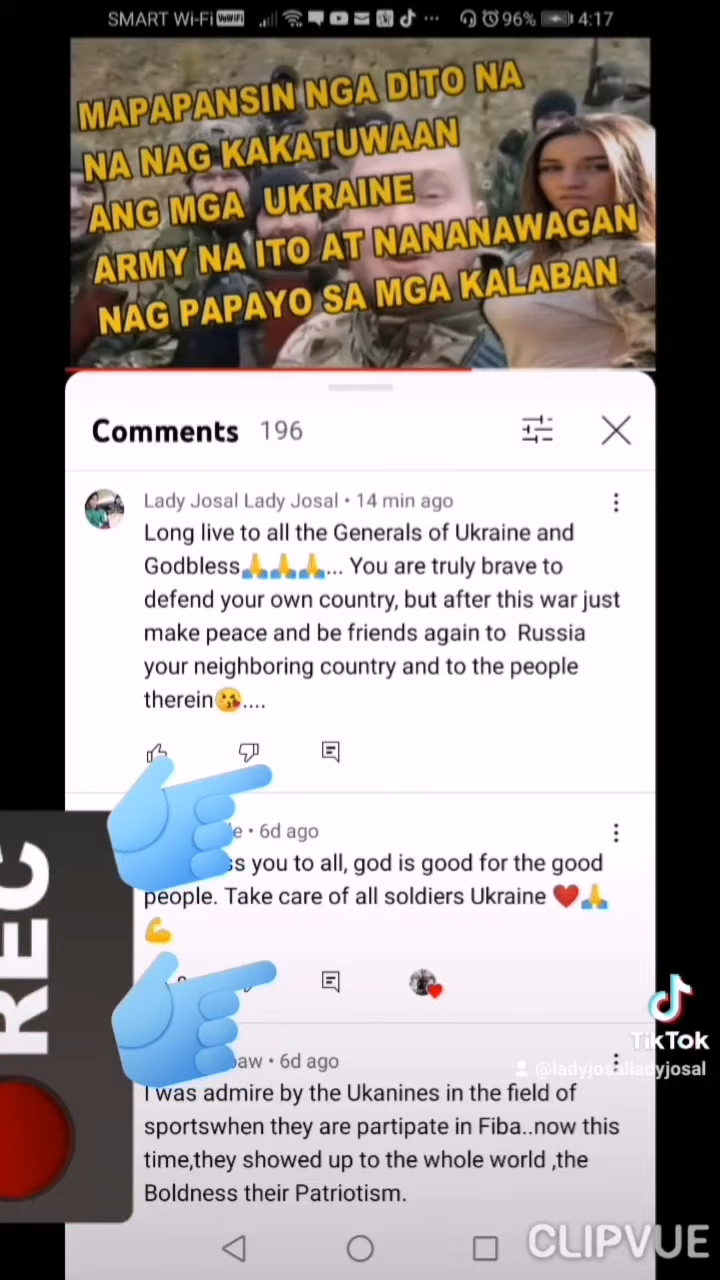 SMART Wi-Fi VoWiFi 96% 4:17
MAPAPANSIN NGA DITO NA
NA NAG KAKATUWAAN
ANG MGA UKRAINE
ARMY NA ITO AT NANANAWAGAN
NAG PAPAYO SA MGA KALABAN
Comments 196
Lady Josal Lady Josal • 14 min ago
Long live to all the Generals of Ukraine and
Godbless🙏🙏🙏... You are truly brave to
defend your own country, but after this war just
make peace and be friends again to Russia
your neighboring country and to the people
therein😘....
• 6d ago
you to all, god is good for the good
people. Take care of all soldiers Ukraine ❤️🙏
💪
REC
TikTok
@ladyjosalladyjosal
• 6d ago
I was admire by the Ukanines in the field of
sportswhen they are partipate in Fiba..now this
time,they showed up to the whole world ,the
Boldness their Patriotism.
CLIPVUE